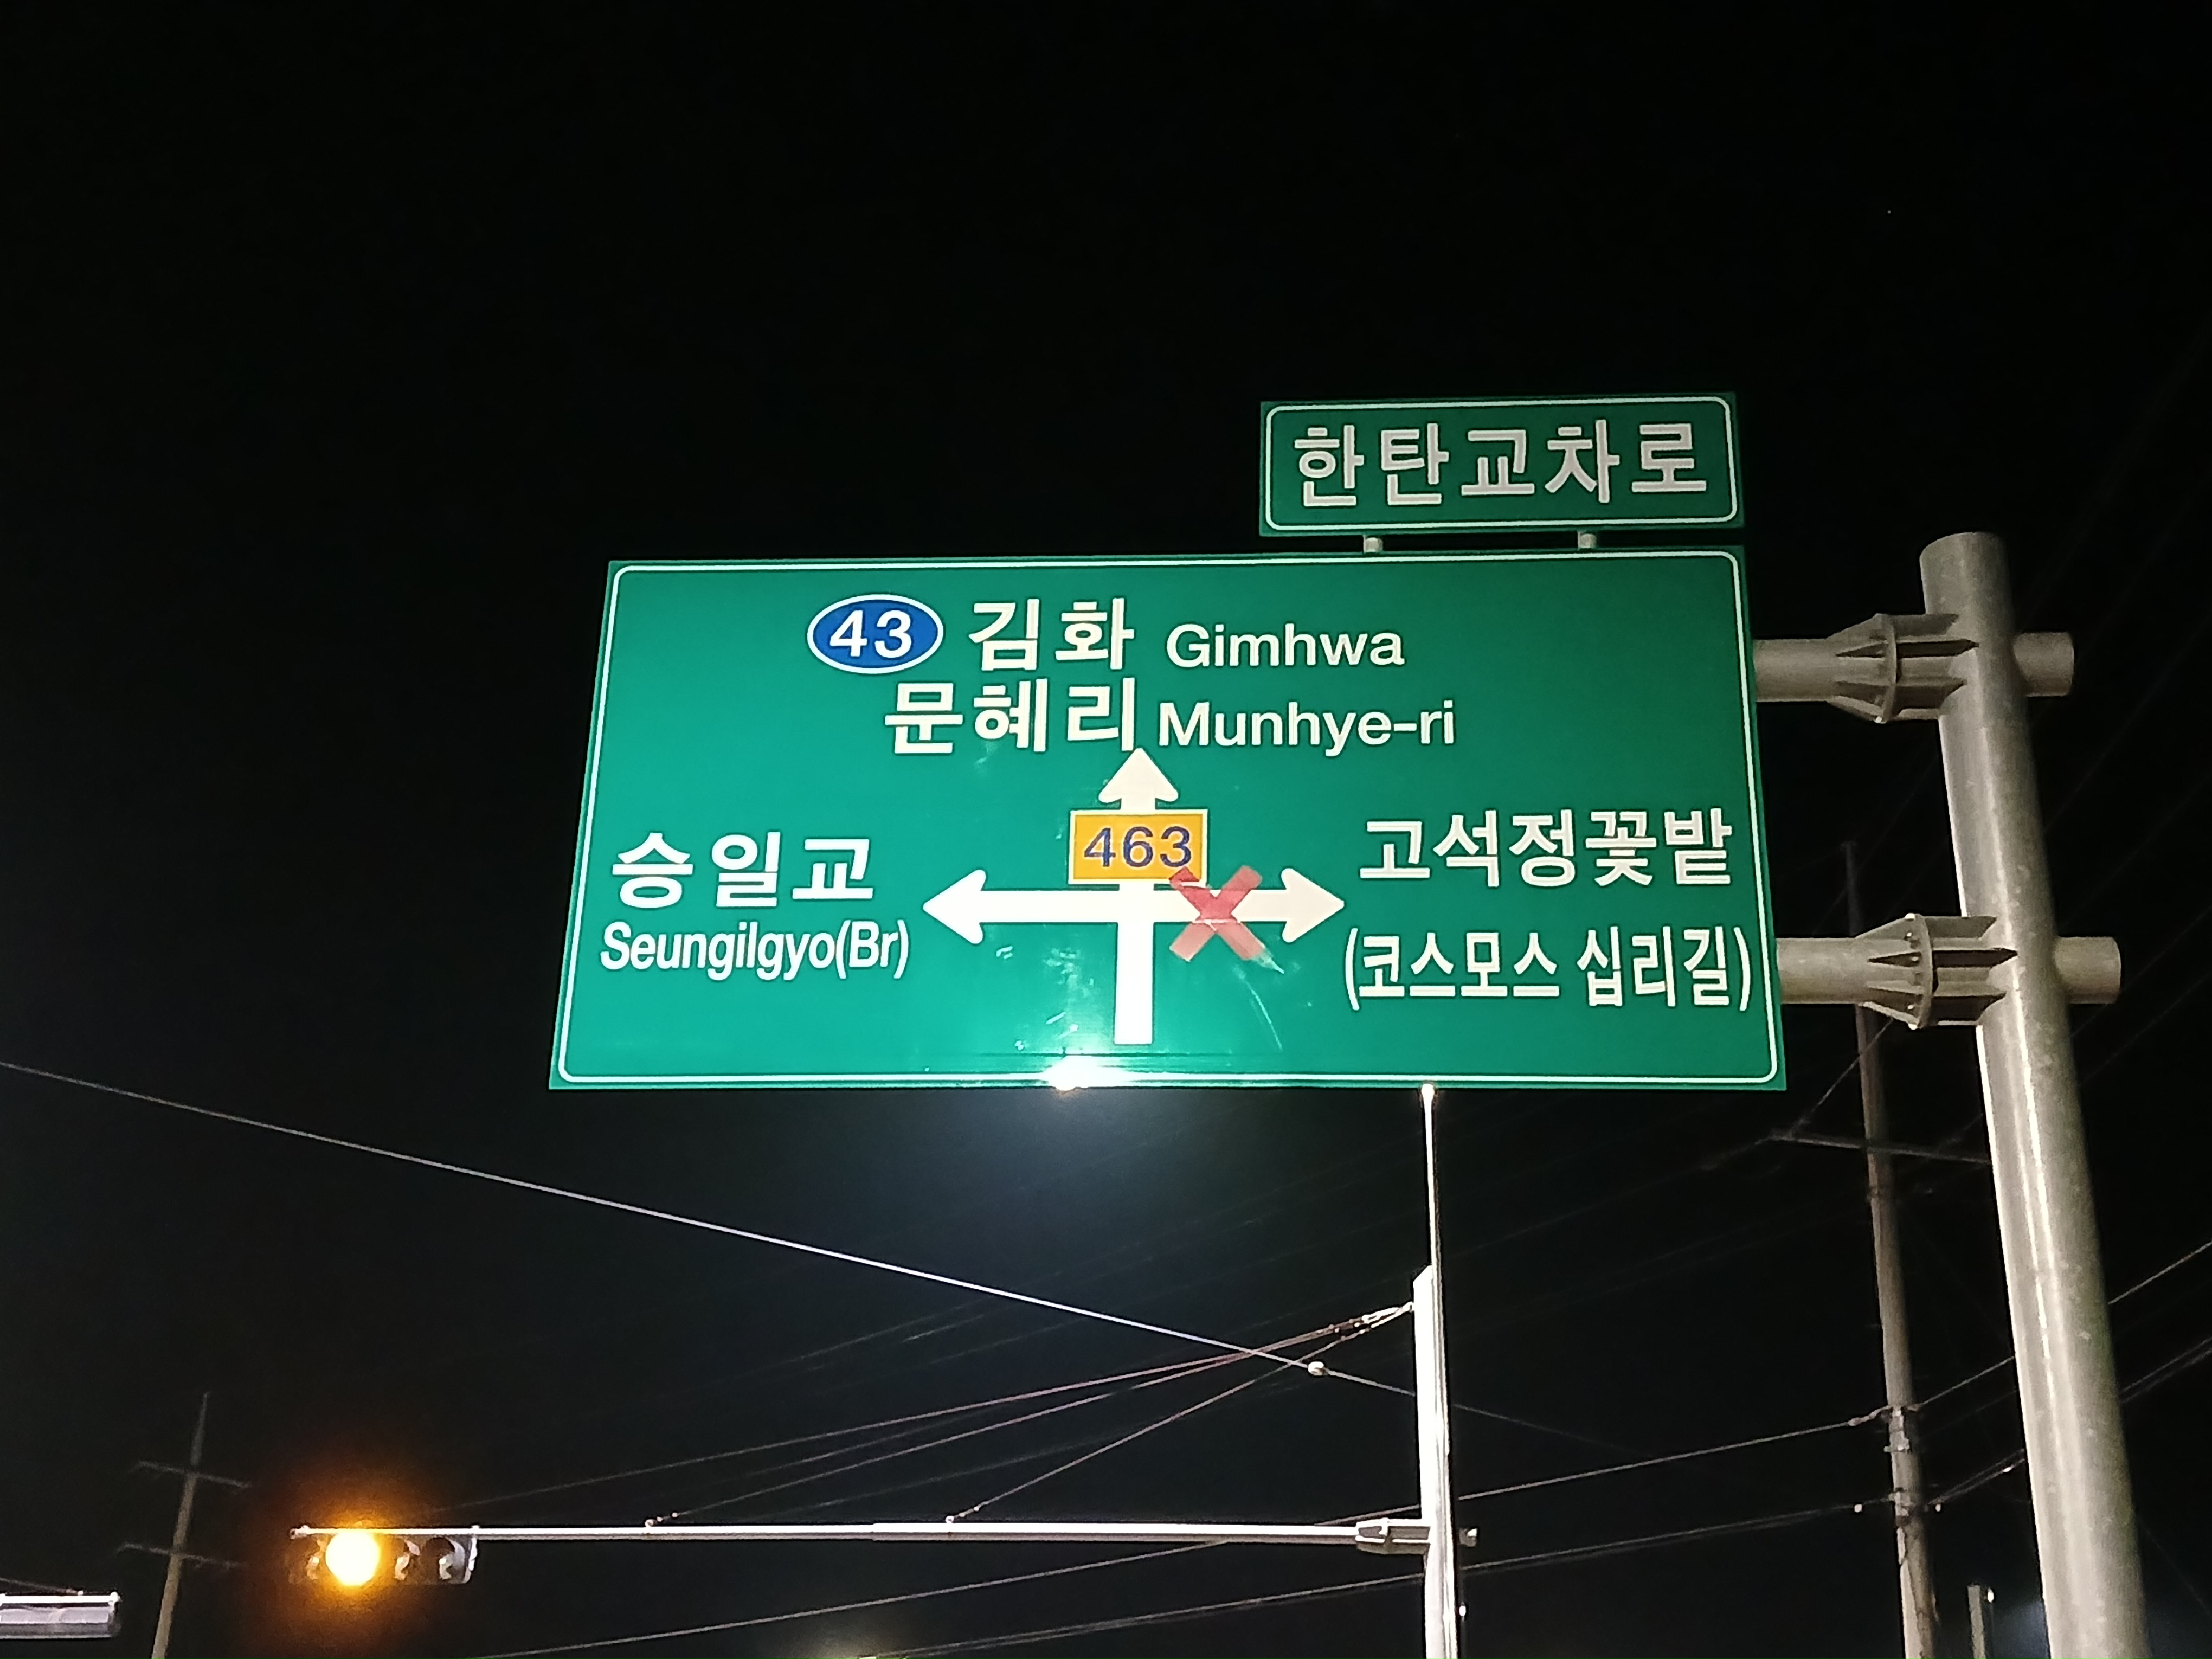 한탄교차로
43 김화 Gimhwa
문혜리 Munhye-ri
463
승일교
Seungilgyo(Br)
고석정꽃밭
(코스모스 십리길)